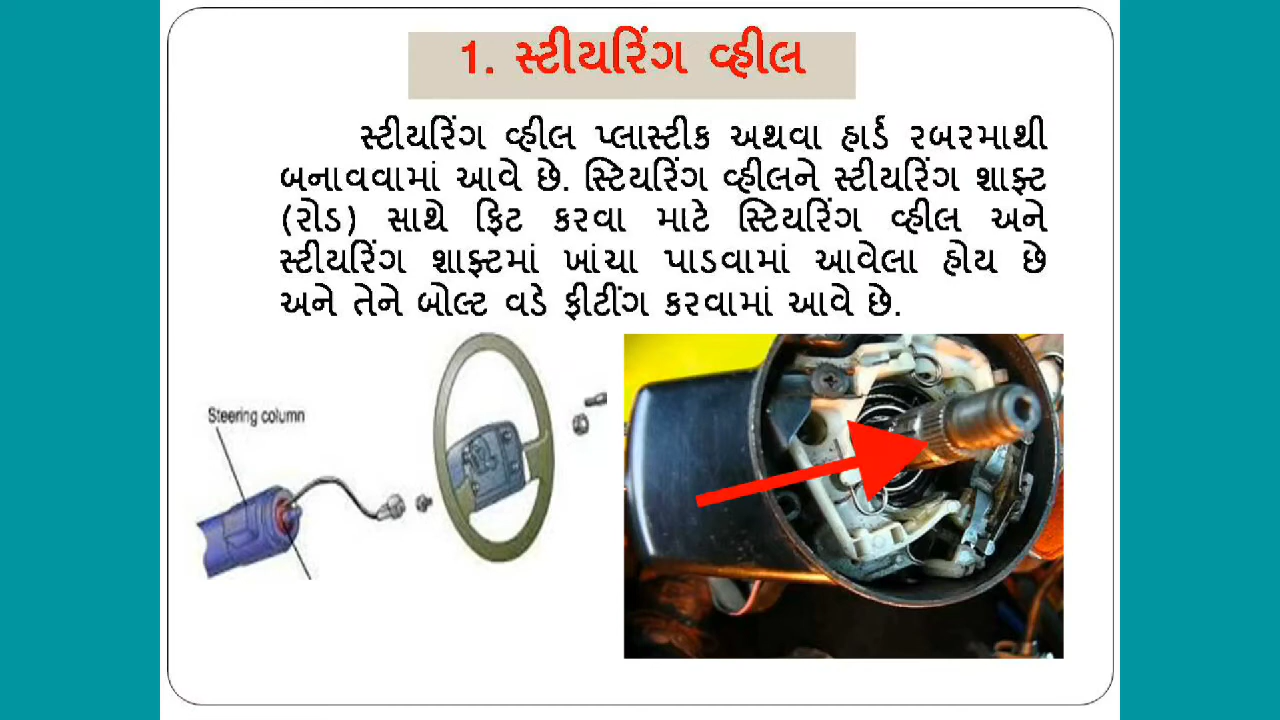 1. સ્ટીયરિંગ વ્હીલ
સ્ટીયરિંગ વ્હીલ પ્લાસ્ટીક અથવા હાર્ડ રબરમાથી
બનાવવામાં આવે છે. સ્ટિયરિંગ વ્હીલને સ્ટીયરિંગ શાફ્ટ
(રોડ) સાથે ફિટ કરવા માટે સ્ટિયરિંગ વ્હીલ અને
સ્ટીયરિંગ શાફ્ટમાં ખાંચા પાડવામાં આવેલા હોય છે
અને તેને બોલ્ટ વડે ફીટીંગ કરવામાં આવે છે.
Steering column